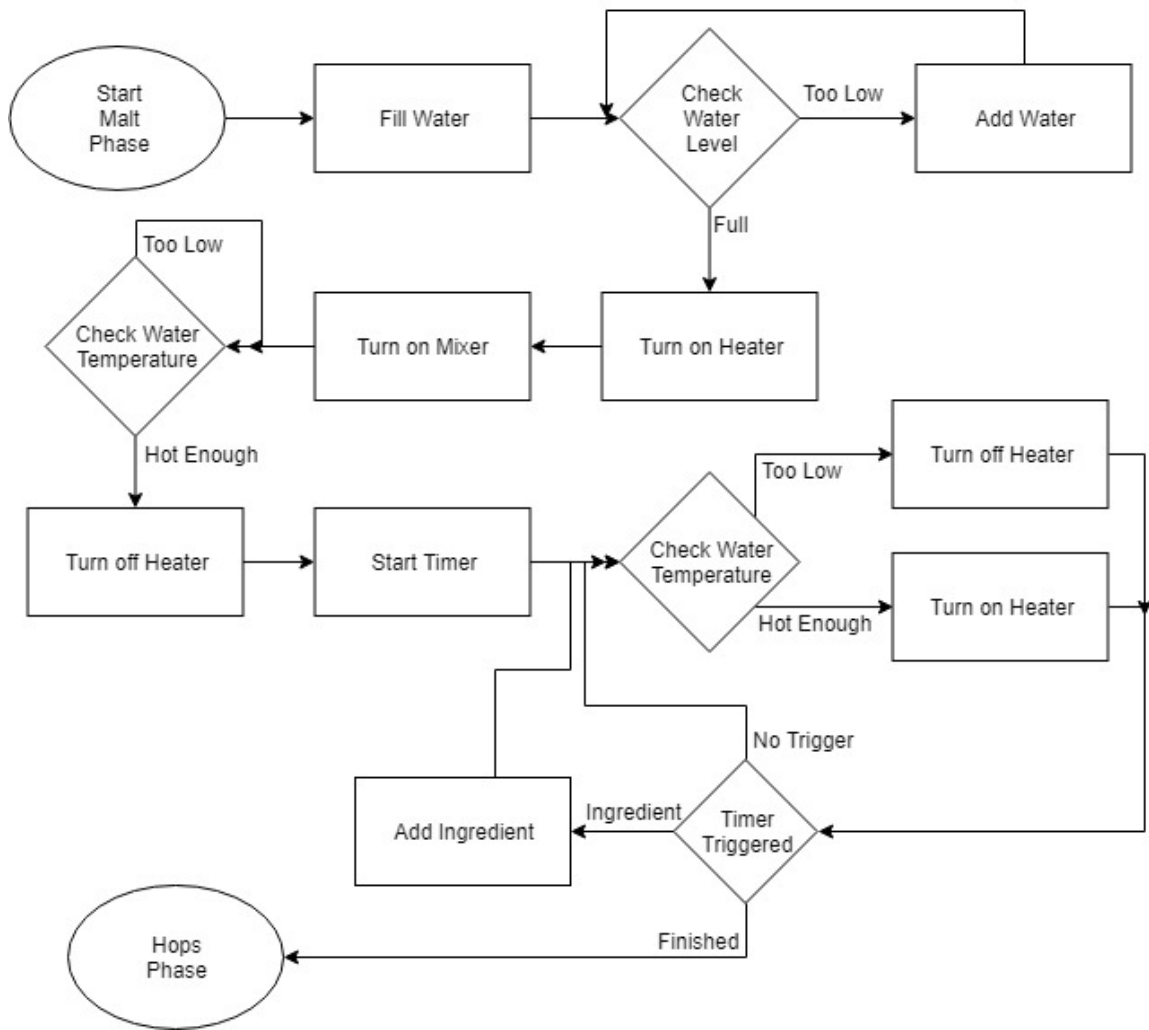 Start
Malt
Phase
Fill Water
Check
Water
Level
Too Low
Add Water
Full
Too Low
Check Water
Temperature
Turn on Mixer
Turn on Heater
Hot Enough
Turn off Heater
Start Timer
Check Water
Temperature
Too Low
Turn off Heater
Hot Enough
Turn on Heater
No Trigger
Timer
Triggered
Ingredient
Add Ingredient
Finished
Hops
Phase